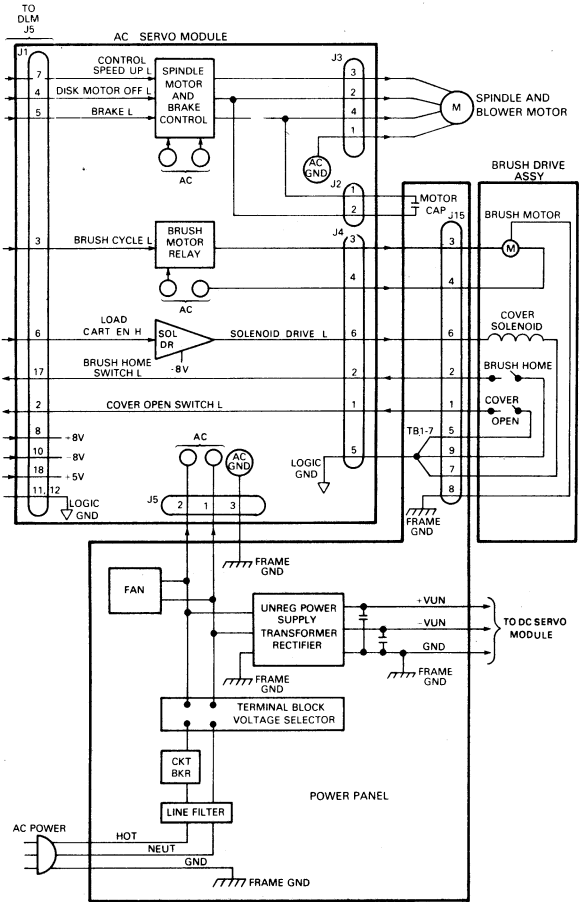 TO
DLM
J5
AC SERVO MODULE
J1
7
CONTROL
SPEED UP L
4
DISK MOTOR OFF L
5
BRAKE L
SPINDLE
MOTOR
AND
BRAKE
CONTROL
AC
J3
3
2
4
1
AC
GND
M
SPINDLE AND
BLOWER MOTOR
BRUSH DRIVE
ASSY
J2
1
2
MOTOR
CAP
J15
BRUSH MOTOR
M
3
BRUSH CYCLE L
BRUSH
MOTOR
RELAY
AC
J4
3
3
4
4
6
LOAD
CART EN H
SOL
DR
-8V
SOLENOID DRIVE L
6
6
COVER
SOLENOID
17
BRUSH HOME
SWITCH L
2
2
BRUSH HOME
2
COVER OPEN SWITCH L
1
1
COVER
OPEN
8
+8V
10
-8V
18
+5V
11, 12
LOGIC
GND
AC
AC
GND
J5
2
1
3
LOGIC
GND
5
TB1-7
5
9
7
8
FRAME
GND
FRAME
GND
FAN
UNREG POWER
SUPPLY
TRANSFORMER
RECTIFIER
+VUN
-VUN
GND
TO DC SERVO
MODULE
FRAME
GND
FRAME
GND
TERMINAL BLOCK
VOLTAGE SELECTOR
CKT
BKR
POWER PANEL
LINE FILTER
AC POWER
HOT
NEUT
GND
FRAME GND